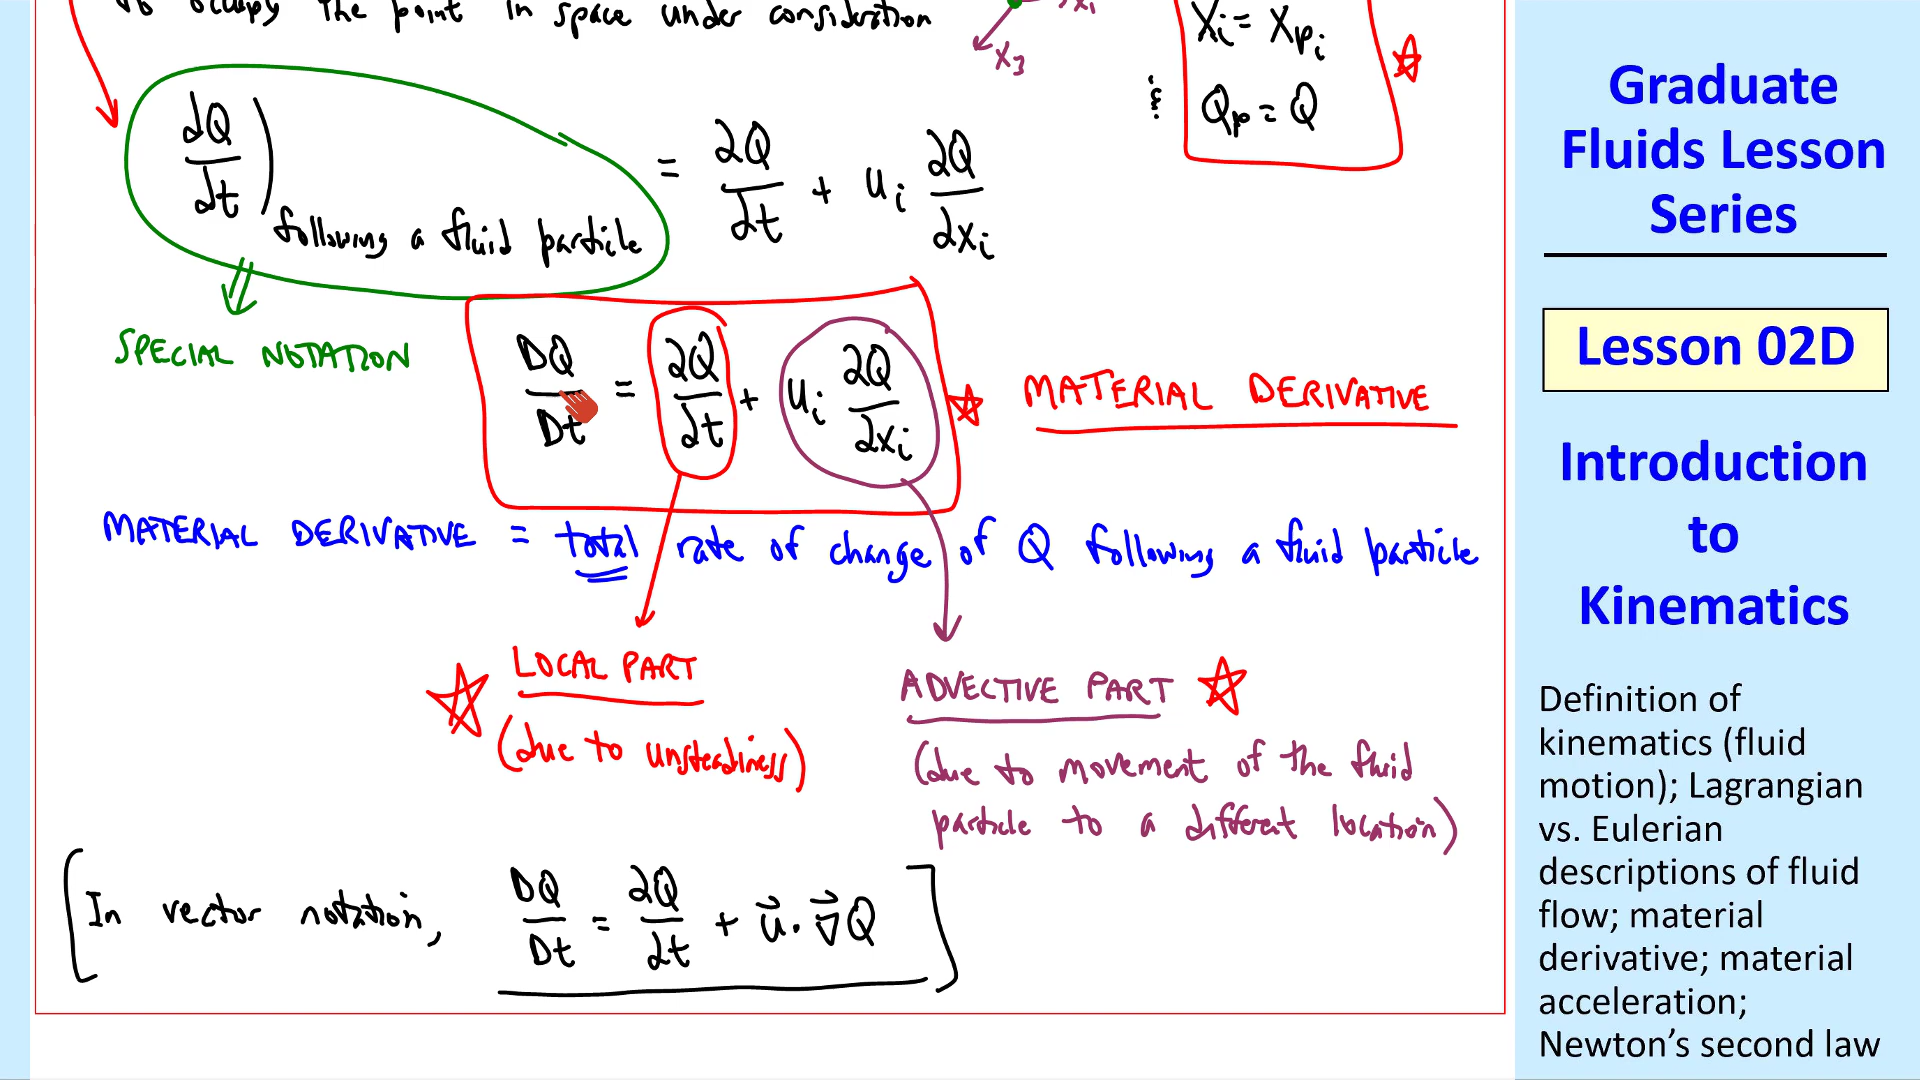 to occupy the point in space under consideration
x₁
x₃
Xᵢ = Xₚᵢ
& Qₚ = Q
dQ/dt) following a fluid particle = ∂Q/∂t + uᵢ ∂Q/∂xᵢ
SPECIAL NOTATION
DQ/Dt = ∂Q/∂t + uᵢ ∂Q/∂xᵢ
MATERIAL DERIVATIVE
MATERIAL DERIVATIVE = total rate of change of Q following a fluid particle
LOCAL PART
(due to unsteadiness)
ADVECTIVE PART
(due to movement of the fluid
particle to a different location)
[In vector notation, DQ/Dt = ∂Q/∂t + u⃗·∇⃗Q]
Graduate
Fluids Lesson
Series
Lesson 02D
Introduction
to
Kinematics
Definition of
kinematics (fluid
motion); Lagrangian
vs. Eulerian
descriptions of fluid
flow; material
derivative; material
acceleration;
Newton's second law